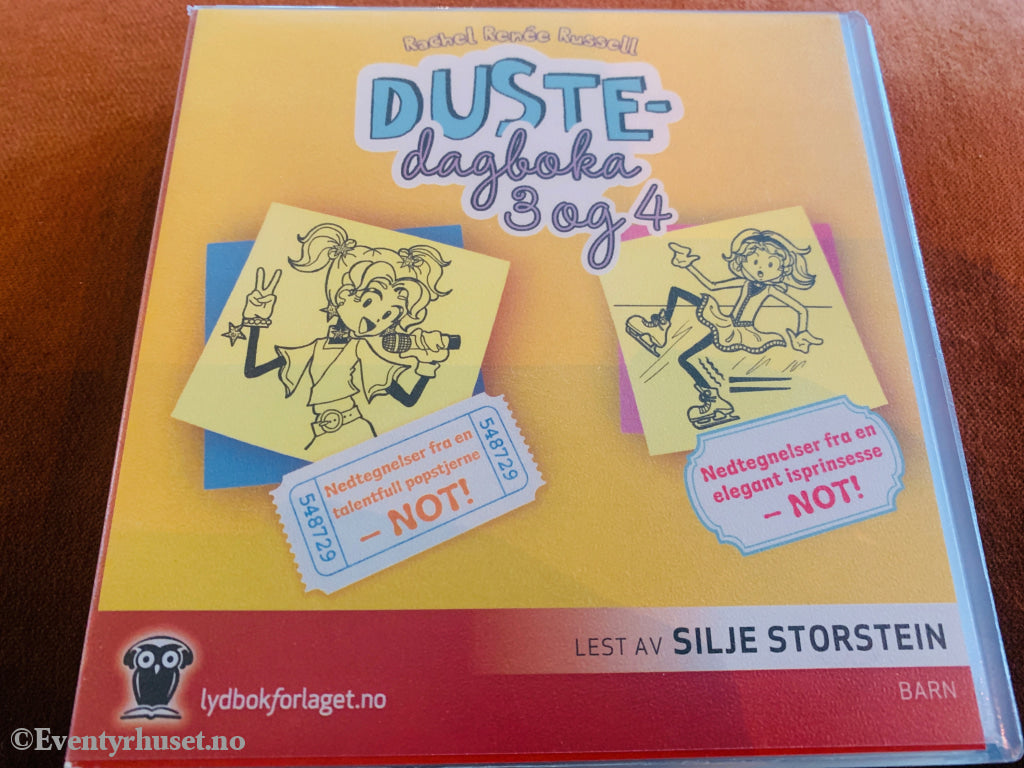 Rachel Renée Russell
DUSTE-
dagboka
3 og 4
548729
Nedtegnelser fra en
talentfull popstjerne
– NOT!
548729
Nedtegnelser fra en
elegant isprinsesse
– NOT!
LEST AV SILJE STORSTEIN
lydbokforlaget.no
BARN
©Eventyrhuset.no